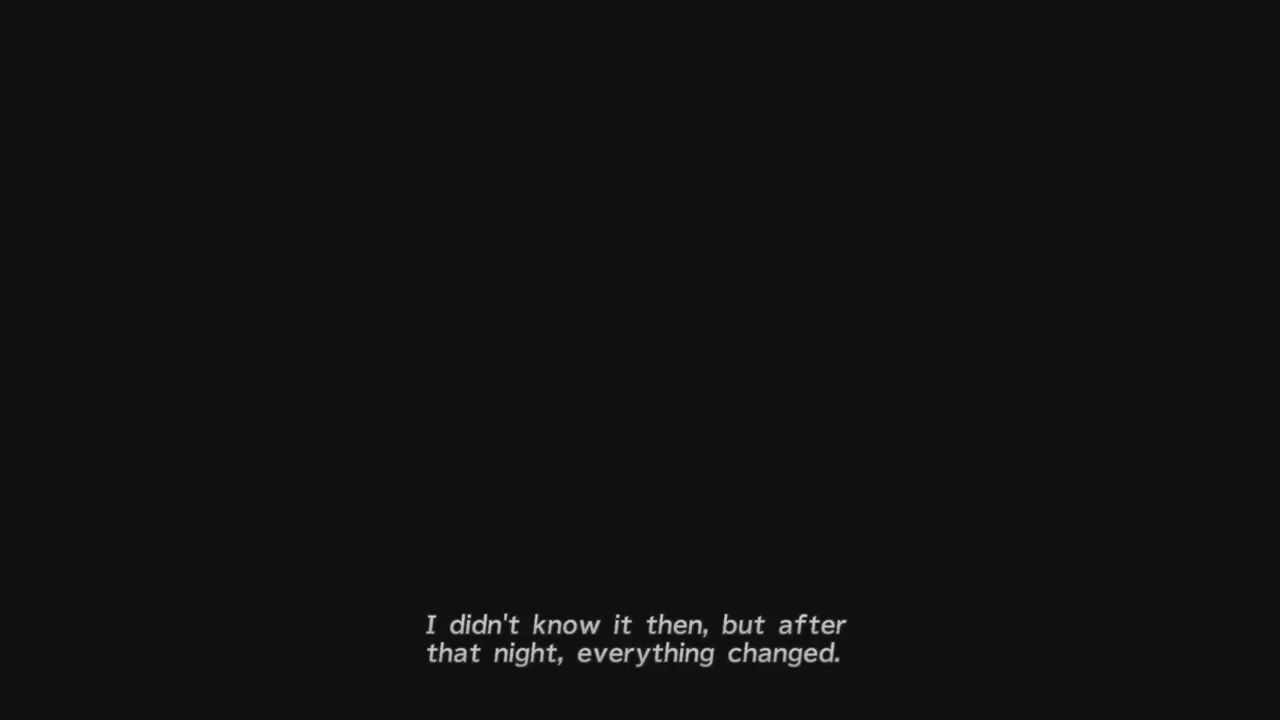 I didn't know it then, but after
that night, everything changed.